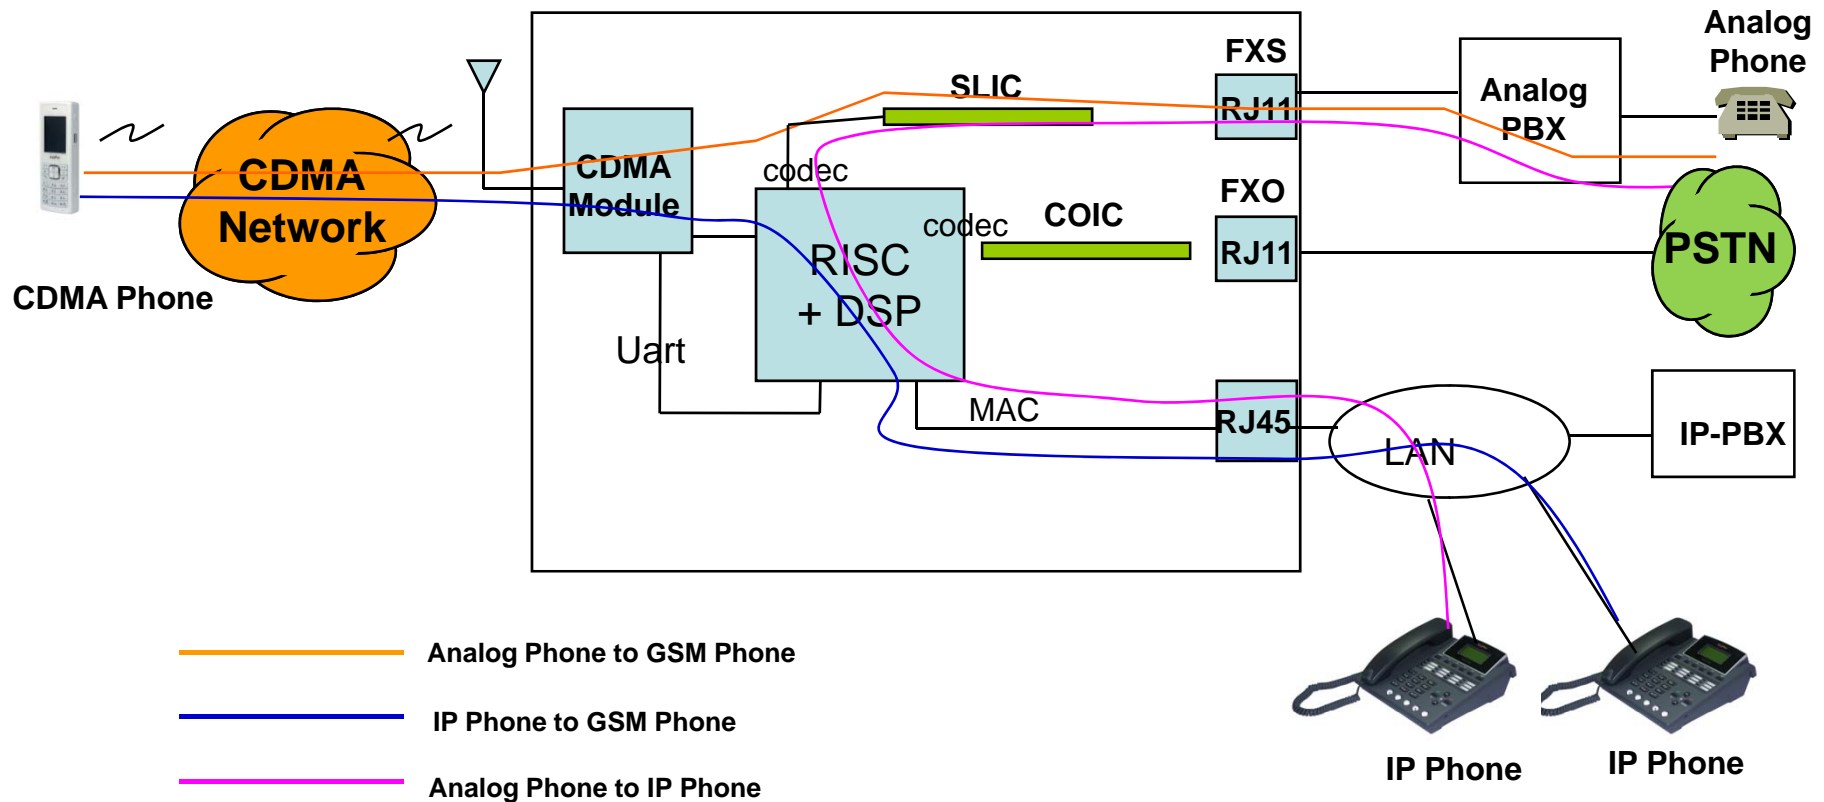 Analog
Phone
FXS
SLIC
RJ11
Analog
PBX
CDMA
Network
CDMA
Module
codec
FXO
codec
COIC
RJ11
PSTN
RISC
+ DSP
CDMA Phone
Uart
MAC
RJ45
LAN
IP-PBX
Analog Phone to GSM Phone
IP Phone to GSM Phone
Analog Phone to IP Phone
IP Phone
IP Phone